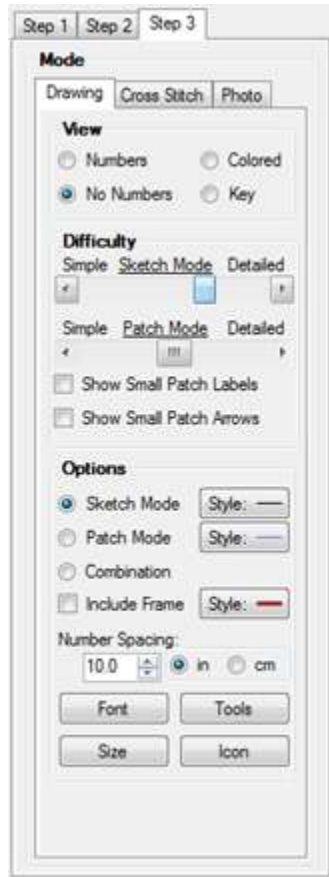 Step 1 Step 2 Step 3
Mode
Drawing Cross Stitch Photo
View
Numbers Colored
No Numbers Key
Difficulty
Simple Sketch Mode Detailed
Simple Patch Mode Detailed
Show Small Patch Labels
Show Small Patch Arrows
Options
Sketch Mode Style:
Patch Mode Style:
Combination
Include Frame Style:
Number Spacing:
10.0 in cm
Font Tools
Size Icon